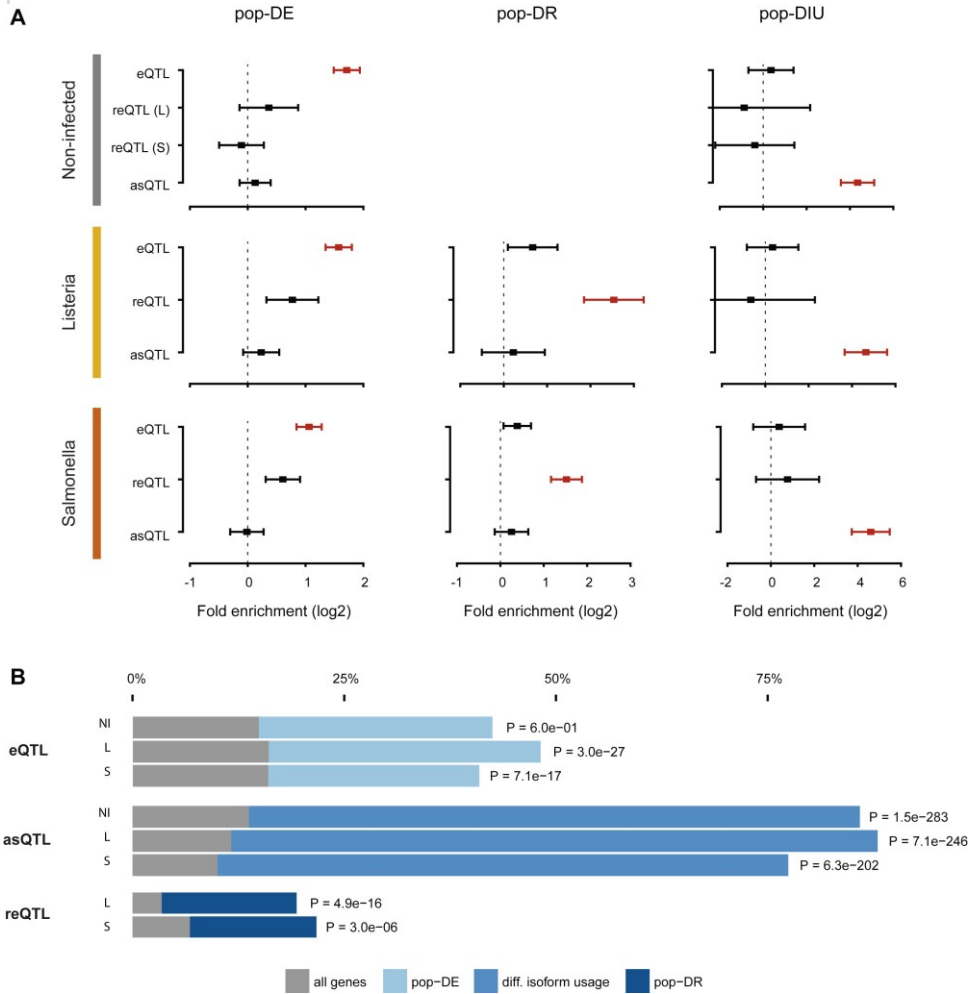 A
pop-DE pop-DR pop-DIU
Non-infected
eQTL
reQTL (L)
reQTL (S)
asQTL
Listeria
eQTL
reQTL
asQTL
Salmonella
eQTL
reQTL
asQTL
-1 0 1 2 -1 0 1 2 3 -2 0 2 4 6
Fold enrichment (log2) Fold enrichment (log2) Fold enrichment (log2)
B
0% 25% 50% 75%
eQTL
NI P = 6.0e−01
L P = 3.0e−27
S P = 7.1e−17
asQTL
NI P = 1.5e−283
L P = 7.1e−246
S P = 6.3e−202
reQTL
L P = 4.9e−16
S P = 3.0e−06
all genes pop−DE diff. isoform usage pop−DR